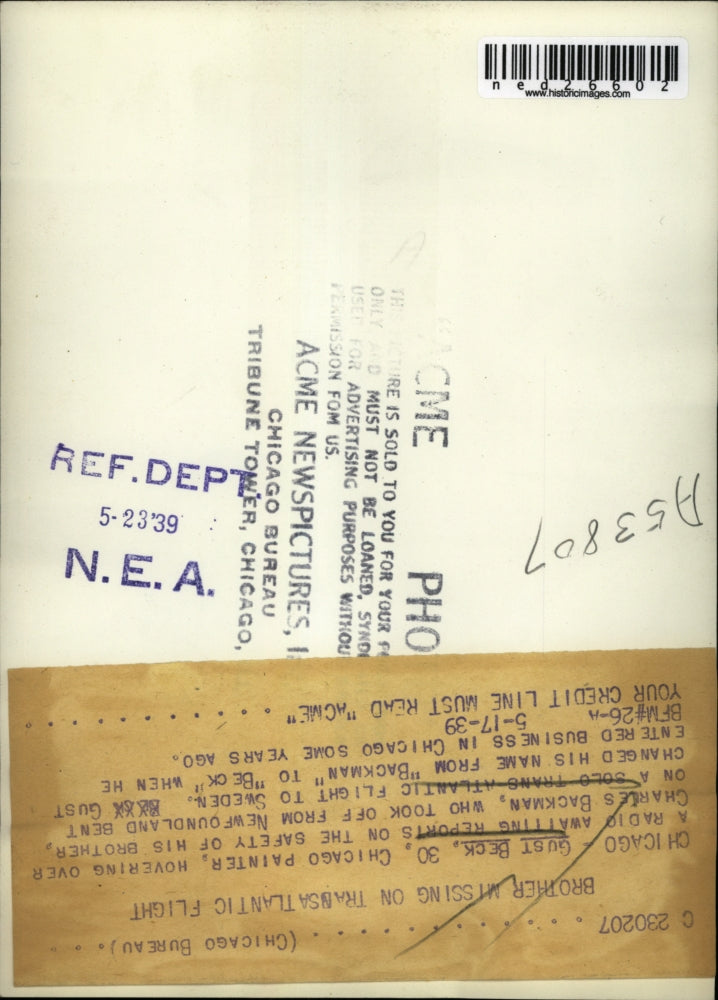 ned26602
www.historicimages.com
ACME PHO
TH PICTURE IS SOLD TO YOU FOR YOUR
ONLY AND MUST NOT BE LOANED, SYND
USED FOR ADVERTISING PURPOSES WITHOU
PERMISSION FOM US.
ACME NEWSPICTURES, I
CHICAGO BUREAU
TRIBUNE TOWER, CHICAGO,
REF. DEPT.
5-23'39
N. E. A.
A53807
C 230207 . . . . . . . . . . . . . (CHICAGO BUREAU). . .
BROTHER MISSING ON TRANSATLANTIC FLIGHT
CHICAGO - GUST BECK, 30, CHICAGO PAINTER, HOVERING OVER
A RADIO AWAITING REPORTS ON THE SAFETY OF HIS BROTHER,
CHARLES BACKMAN, WHO TOOK OFF FROM NEWFOUNDLAND BENT
ON A SOLO TRANS ATLANTIC FLIGHT TO SWEDEN. GUST
CHANGED HIS NAME FROM "BACKMAN" TO "BECK" WHEN HE
ENTERED BUSINESS IN CHICAGO SOME YEARS AGO.
BFM#26-A 5-17-39
YOUR CREDIT LINE MUST READ "ACME" . . . . . . . . . . .